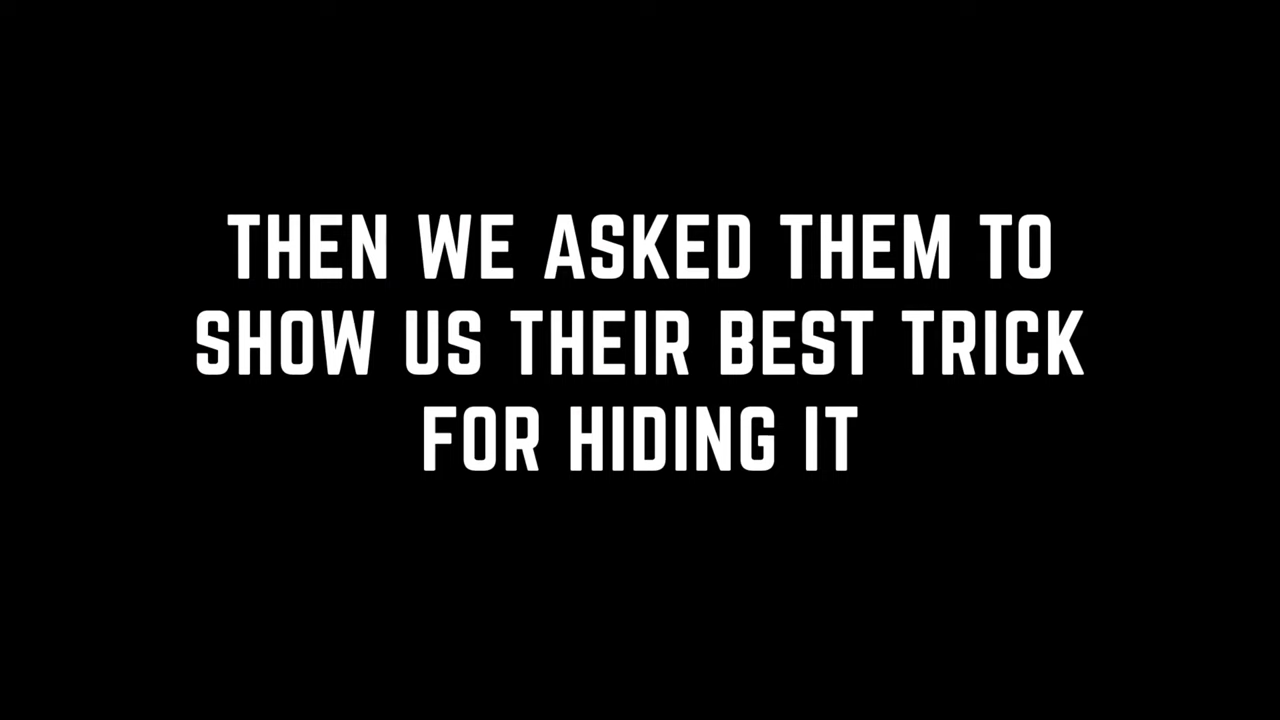 THEN WE ASKED THEM TO
SHOW US THEIR BEST TRICK
FOR HIDING IT